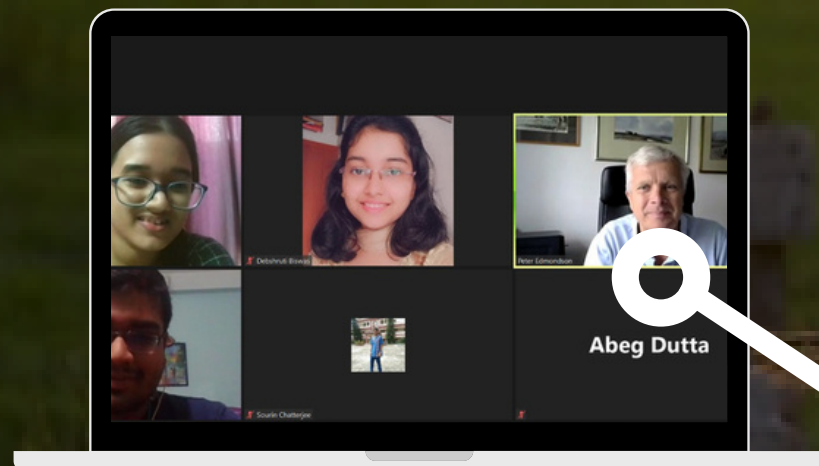 Debshruti Biswas
Peter Edmondson
Sourin Chatterjee
Abeg Dutta